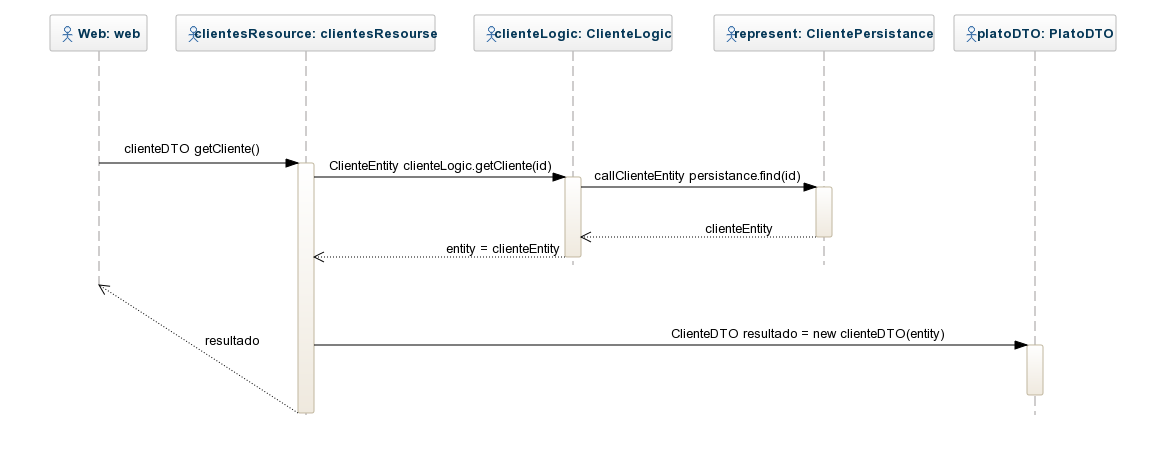 Web: web
clientesResource: clientesResourse
clienteLogic: ClienteLogic
represent: ClientePersistance
platoDTO: PlatoDTO
clienteDTO getCliente()
ClienteEntity clienteLogic.getCliente(id)
callClienteEntity persistance.find(id)
clienteEntity
entity = clienteEntity
ClienteDTO resultado = new clienteDTO(entity)
resultado